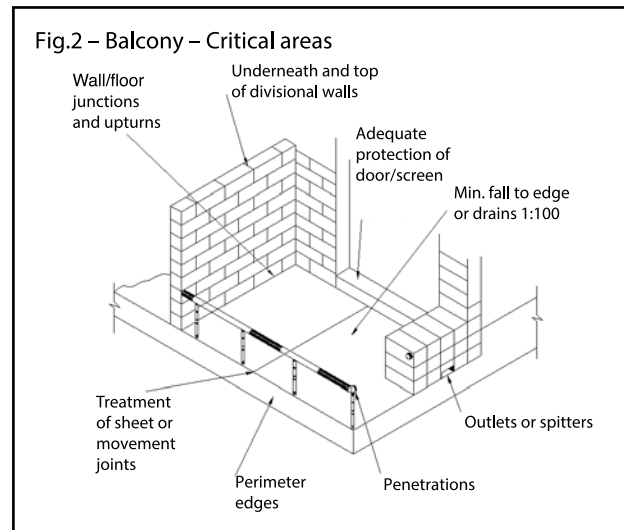 Fig.2 – Balcony – Critical areas
Wall/floor
junctions
and upturns
Underneath and top
of divisional walls
Adequate
protection of
door/screen
Min. fall to edge
or drains 1:100
Treatment
of sheet or
movement
joints
Perimeter
edges
Penetrations
Outlets or spitters